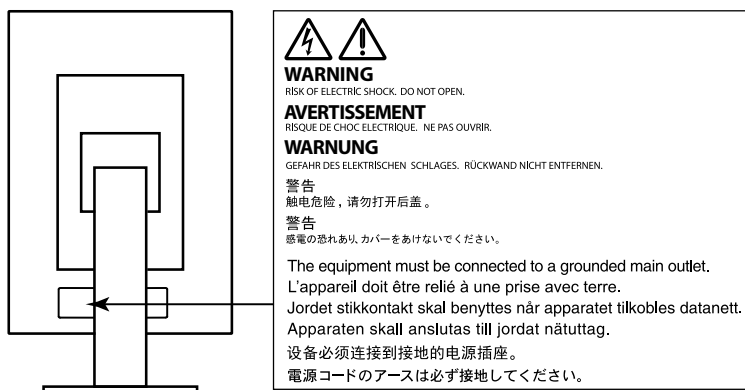 WARNING
RISK OF ELECTRIC SHOCK. DO NOT OPEN.
AVERTISSEMENT
RISQUE DE CHOC ELECTRIQUE. NE PAS OUVRIR.
WARNUNG
GEFAHR DES ELEKTRISCHEN SCHLAGES. RÜCKWAND NICHT ENTFERNEN.
警告
触电危险，请勿打开后盖。
警告
感電の恐れあり、カバーをあけないでください。
The equipment must be connected to a grounded main outlet.
L'appareil doit être relié à une prise avec terre.
Jordet stikkontakt skal benyttes når apparatet tilkobles datanett.
Apparaten skall anslutas till jordat nätuttag.
设备必须连接到接地的电源插座。
電源コードのアースは必ず接地してください。